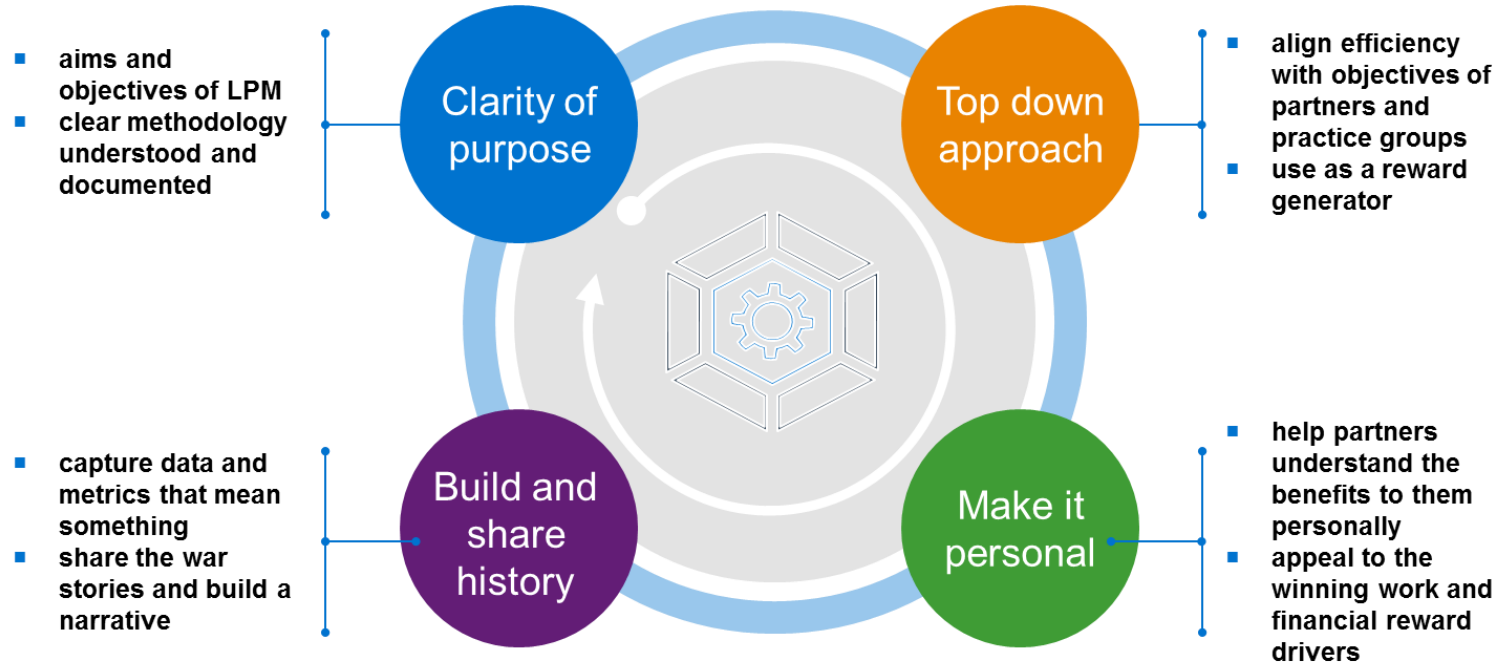 aims and
objectives of LPM
clear methodology
understood and
documented
Clarity of
purpose
Top down
approach
align efficiency
with objectives of
partners and
practice groups
use as a reward
generator
capture data and
metrics that mean
something
share the war
stories and build a
narrative
Build and
share
history
Make it
personal
help partners
understand the
benefits to them
personally
appeal to the
winning work and
financial reward
drivers